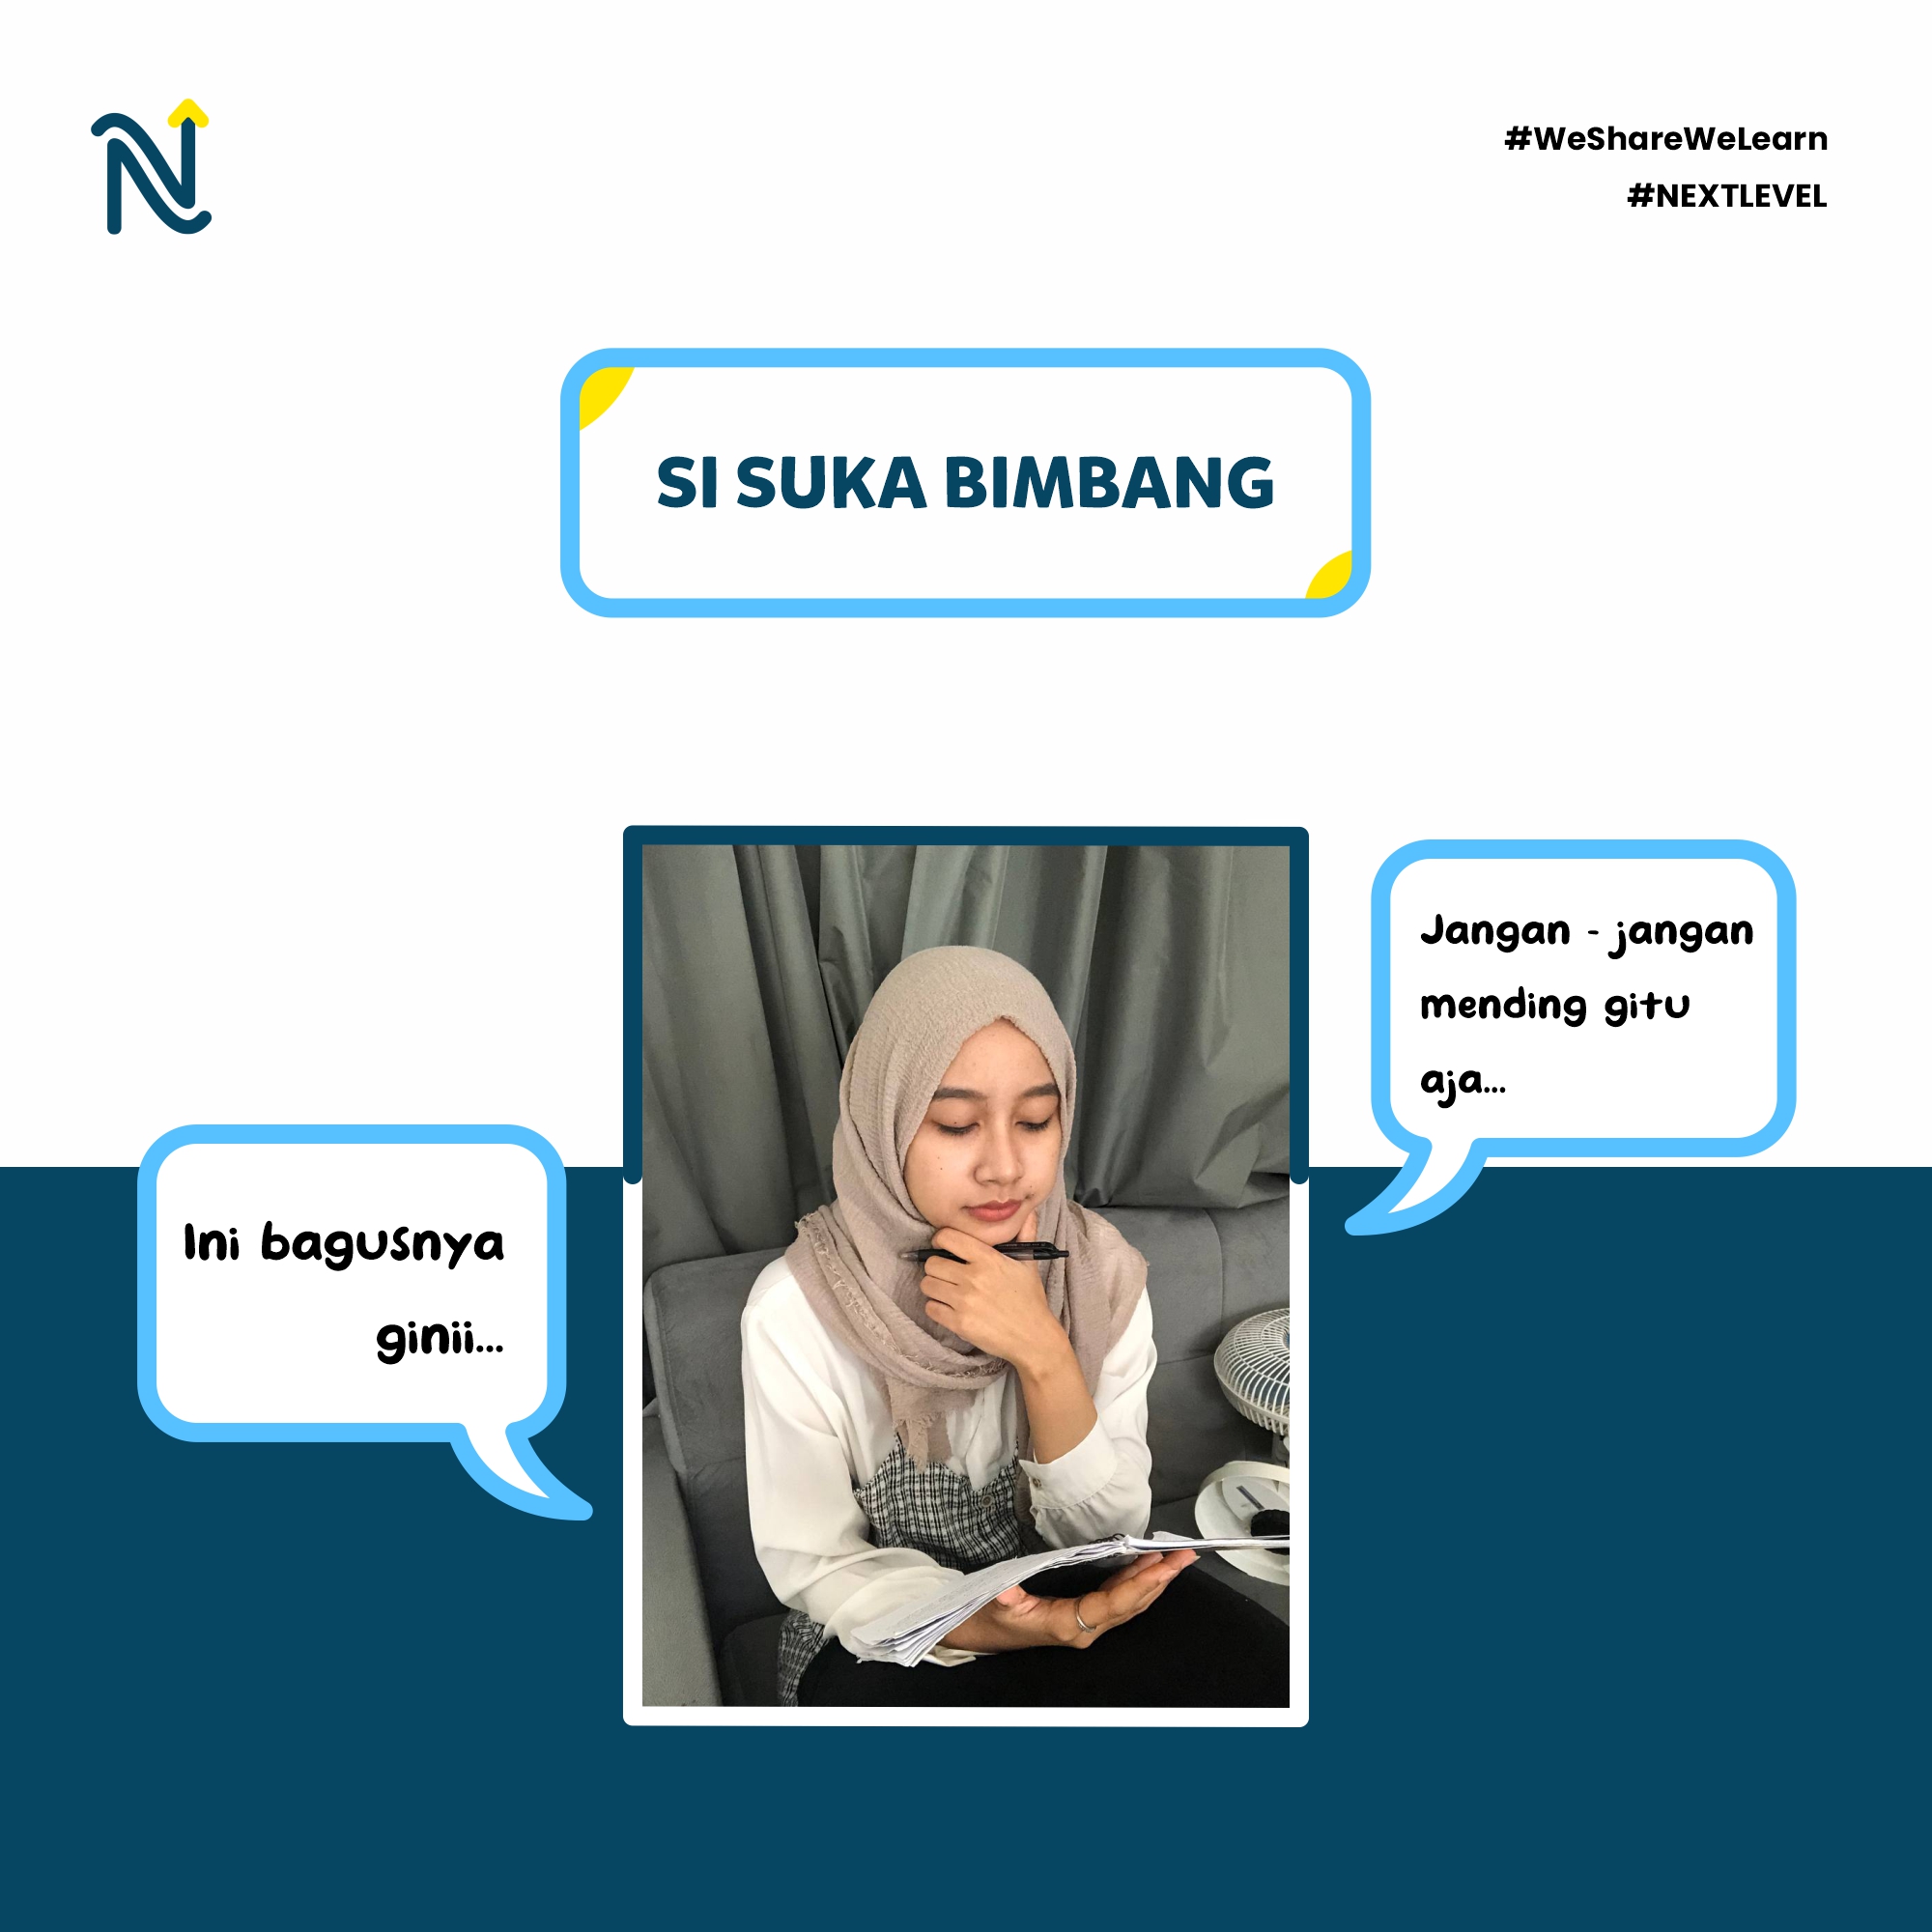 #WeShareWeLearn
#NEXTLEVEL
SI SUKA BIMBANG
Jangan - jangan
mending gitu
aja...
Ini bagusnya
ginii...